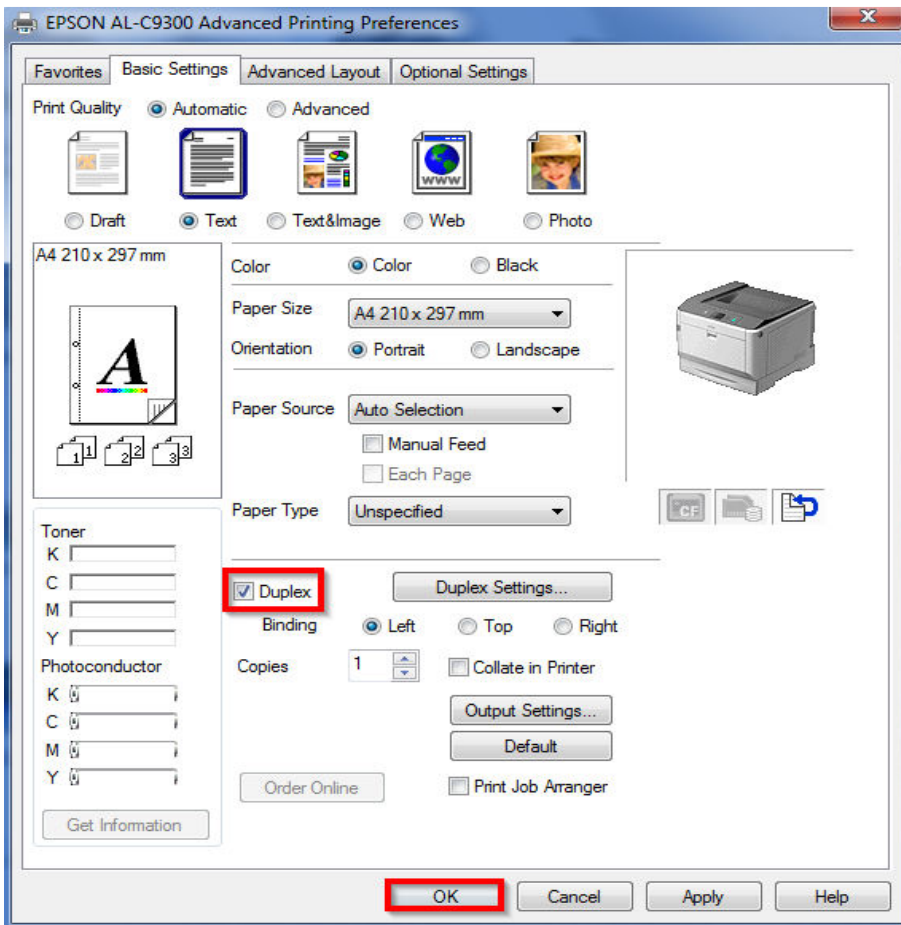 EPSON AL-C9300 Advanced Printing Preferences
Favorites Basic Settings Advanced Layout Optional Settings
Print Quality Automatic Advanced
WWW
Draft Text Text&Image Web Photo
A4 210 x 297 mm
A
1 1 2 2 3 3
Color Color Black
Paper Size A4 210 x 297 mm
Orientation Portrait Landscape
Paper Source Auto Selection
Manual Feed
Each Page
Paper Type Unspecified
CF
Toner
K
C
M
Y
Photoconductor
K
C
M
Y
Get Information
Duplex Duplex Settings...
Binding Left Top Right
Copies 1 Collate in Printer
Output Settings...
Default
Order Online Print Job Arranger
OK Cancel Apply Help